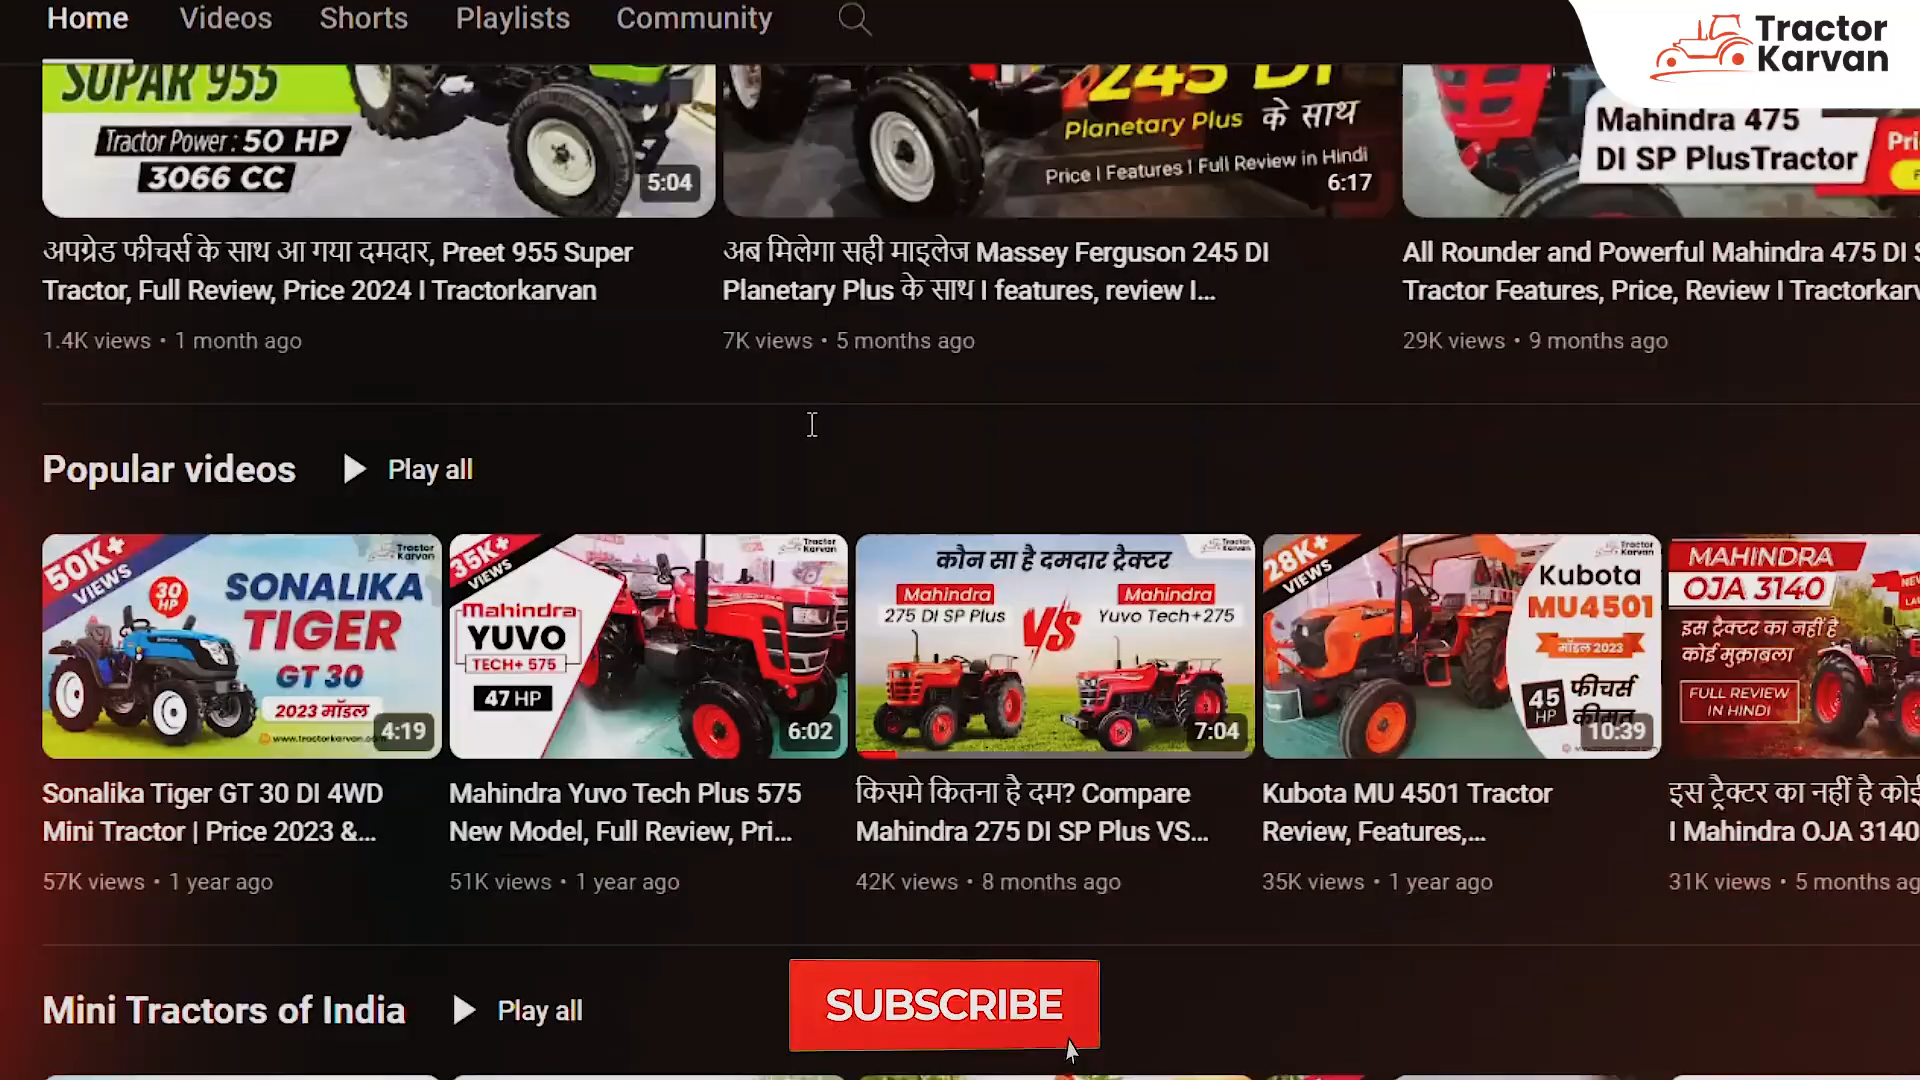 Home Videos Shorts Playlists Community
Tractor
Karvan
SUPAR 955
Tractor Power : 50 HP
3066 CC
5:04
245 DI
Planetary Plus के साथ
Price I Features I Full Review in Hindi
6:17
Mahindra 475
DI SP PlusTractor
अपग्रेड फीचर्स के साथ आ गया दमदार, Preet 955 Super
Tractor, Full Review, Price 2024 I Tractorkarvan
1.4K views • 1 month ago
अब मिलेगा सही माइलेज Massey Ferguson 245 DI
Planetary Plus के साथ I features, review I...
7K views • 5 months ago
All Rounder and Powerful Mahindra 475 DI
Tractor Features, Price, Review I Tractorkarv
29K views • 9 months ago
Popular videos Play all
50K+
VIEWS
30
HP
SONALIKA
TIGER
GT 30
2023 मॉडल
Tractor
Karvan
4:19
35K+
VIEWS
Mahindra
YUVO
TECH+ 575
47 HP
Tractor
Karvan
6:02
कौन सा है दमदार ट्रैक्टर
Mahindra
275 DI SP Plus
VS
Mahindra
Yuvo Tech+275
Tractor
Karvan
7:04
28K+
VIEWS
Tractor
Karvan
Kubota
MU4501
मॉडल 2023
45
HP
फीचर्स
कीमत
10:39
MAHINDRA
OJA 3140
इस ट्रैक्टर का नहीं है
कोई मुक़ाबला
FULL REVIEW
IN HINDI
Sonalika Tiger GT 30 DI 4WD
Mini Tractor | Price 2023 &...
57K views • 1 year ago
Mahindra Yuvo Tech Plus 575
New Model, Full Review, Pri...
51K views • 1 year ago
किसमे कितना है दम? Compare
Mahindra 275 DI SP Plus VS...
42K views • 8 months ago
Kubota MU 4501 Tractor
Review, Features,...
35K views • 1 year ago
इस ट्रैक्टर का नहीं है कोई
I Mahindra OJA 3140
31K views • 5 months ag
Mini Tractors of India Play all
SUBSCRIBE